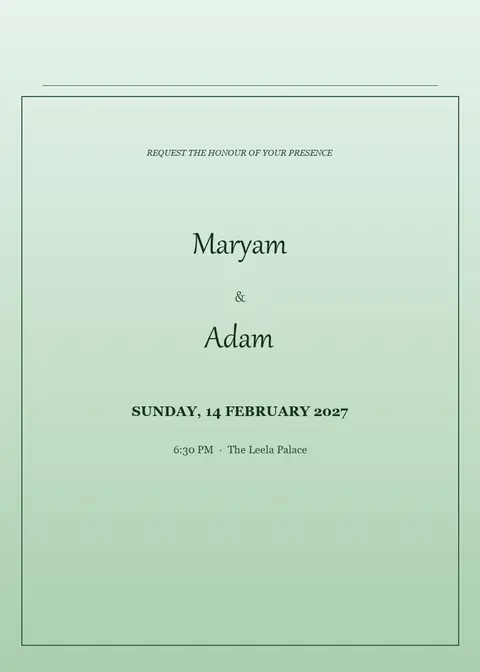 REQUEST THE HONOUR OF YOUR PRESENCE
Maryam
&
Adam
SUNDAY, 14 FEBRUARY 2027
6:30 PM · The Leela Palace